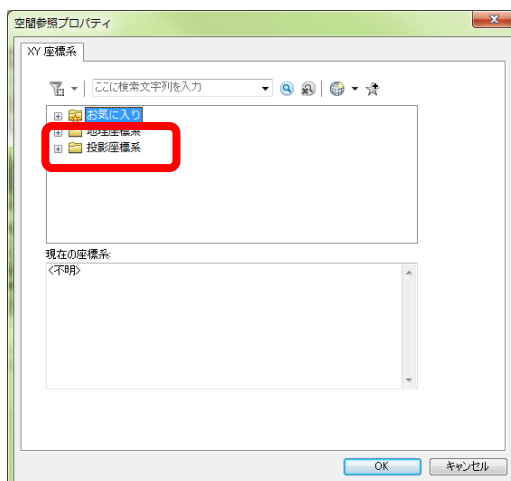 空間参照プロパティ
XY 座標系
ここに検索文字列を入力
お気に入り
地理座標系
投影座標系
現在の座標系:
<不明>
OK
キャンセル